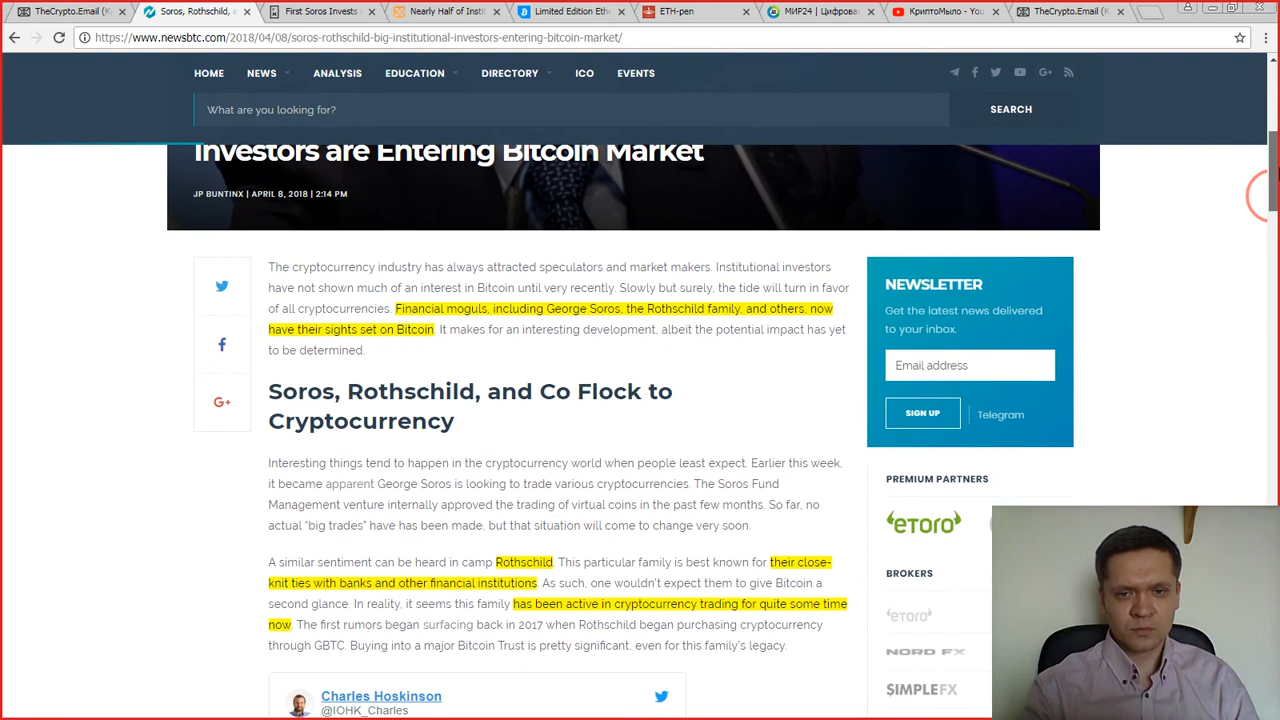 TheCrypto.Email (К
Soros, Rothschild, a
First Soros Invests
Nearly Half of Instit
Limited Edition Ethe
ETH-pen
МИР24 | Цифрова
КриптоМыло - You
TheCrypto.Email (К
https://www.newsbtc.com/2018/04/08/soros-rothschild-big-institutional-investors-entering-bitcoin-market/
HOME NEWS ANALYSIS EDUCATION DIRECTORY ICO EVENTS
What are you looking for?
SEARCH
Investors are Entering Bitcoin Market
JP BUNTINX | APRIL 8, 2018 | 2:14 PM
The cryptocurrency industry has always attracted speculators and market makers. Institutional investors
have not shown much of an interest in Bitcoin until very recently. Slowly but surely, the tide will turn in favor
of all cryptocurrencies. Financial moguls, including George Soros, the Rothschild family, and others, now
have their sights set on Bitcoin. It makes for an interesting development, albeit the potential impact has yet
to be determined.
Soros, Rothschild, and Co Flock to
Cryptocurrency
Interesting things tend to happen in the cryptocurrency world when people least expect. Earlier this week,
it became apparent George Soros is looking to trade various cryptocurrencies. The Soros Fund
Management venture internally approved the trading of virtual coins in the past few months. So far, no
actual “big trades” have has been made, but that situation will come to change very soon.
A similar sentiment can be heard in camp Rothschild. This particular family is best known for their close-
knit ties with banks and other financial institutions. As such, one wouldn't expect them to give Bitcoin a
second glance. In reality, it seems this family has been active in cryptocurrency trading for quite some time
now. The first rumors began surfacing back in 2017 when Rothschild began purchasing cryptocurrency
through GBTC. Buying into a major Bitcoin Trust is pretty significant, even for this family's legacy.
Charles Hoskinson
@IOHK_Charles
NEWSLETTER
Get the latest news delivered
to your inbox.
Email address
SIGN UP
Telegram
PREMIUM PARTNERS
eToro
BROKERS
eToro
NORD FX
$IMPLEFX